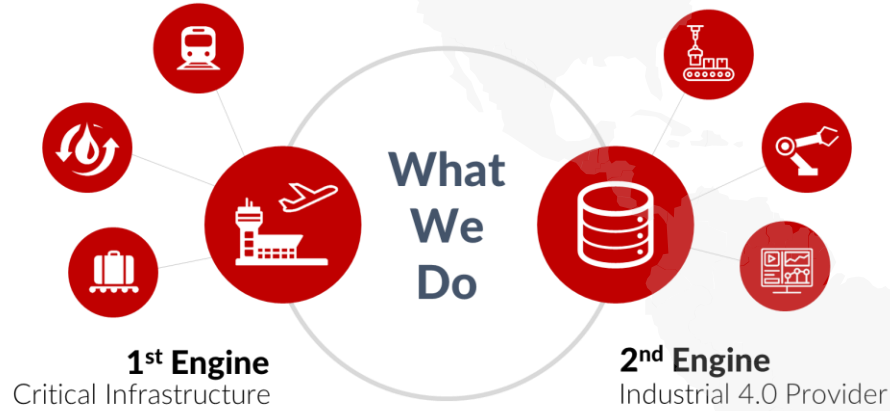 What
We
Do
1st Engine
Critical Infrastructure
2nd Engine
Industrial 4.0 Provider